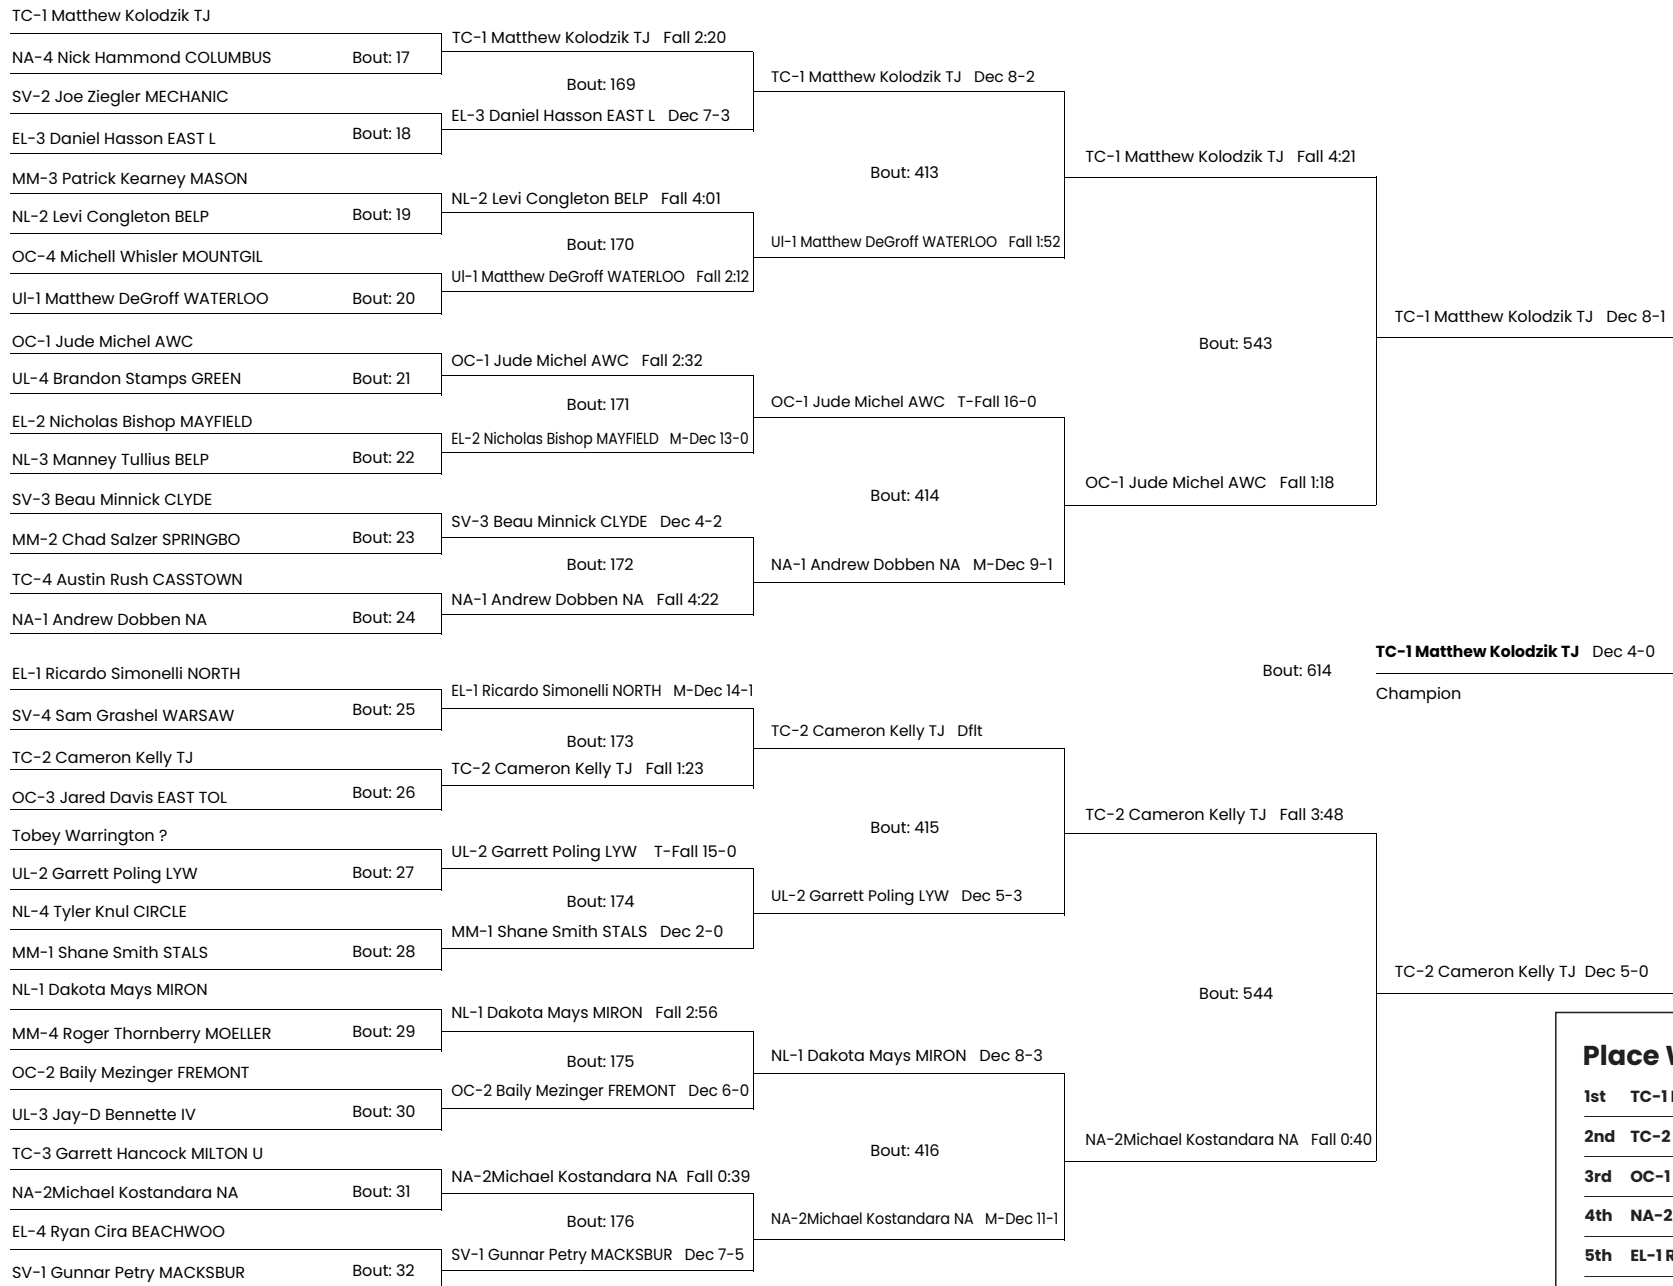 TC-1 Matthew Kolodzik TJ
NA-4 Nick Hammond COLUMBUS
Bout: 17
SV-2 Joe Ziegler MECHANIC
EL-3 Daniel Hasson EAST L
Bout: 18
MM-3 Patrick Kearney MASON
NL-2 Levi Congleton BELP
Bout: 19
OC-4 Michell Whisler MOUNTGIL
UI-1 Matthew DeGroff WATERLOO
Bout: 20
OC-1 Jude Michel AWC
UL-4 Brandon Stamps GREEN
Bout: 21
EL-2 Nicholas Bishop MAYFIELD
NL-3 Manney Tullius BELP
Bout: 22
SV-3 Beau Minnick CLYDE
MM-2 Chad Salzer SPRINGBO
Bout: 23
TC-4 Austin Rush CASSTOWN
NA-1 Andrew Dobben NA
Bout: 24
EL-1 Ricardo Simonelli NORTH
SV-4 Sam Grashel WARSAW
Bout: 25
TC-2 Cameron Kelly TJ
OC-3 Jared Davis EAST TOL
Bout: 26
Tobey Warrington ?
UL-2 Garrett Poling LYW
Bout: 27
NL-4 Tyler Knul CIRCLE
MM-1 Shane Smith STALS
Bout: 28
NL-1 Dakota Mays MIRON
MM-4 Roger Thornberry MOELLER
Bout: 29
OC-2 Baily Mezinger FREMONT
UL-3 Jay-D Bennette IV
Bout: 30
TC-3 Garrett Hancock MILTON U
NA-2Michael Kostandara NA
Bout: 31
EL-4 Ryan Cira BEACHWOO
SV-1 Gunnar Petry MACKSBUR
Bout: 32
TC-1 Matthew Kolodzik TJ Fall 2:20
Bout: 169
EL-3 Daniel Hasson EAST L Dec 7-3
NL-2 Levi Congleton BELP Fall 4:01
Bout: 170
UI-1 Matthew DeGroff WATERLOO Fall 2:12
OC-1 Jude Michel AWC Fall 2:32
Bout: 171
EL-2 Nicholas Bishop MAYFIELD M-Dec 13-0
SV-3 Beau Minnick CLYDE Dec 4-2
Bout: 172
NA-1 Andrew Dobben NA Fall 4:22
EL-1 Ricardo Simonelli NORTH M-Dec 14-1
Bout: 173
TC-2 Cameron Kelly TJ Fall 1:23
UL-2 Garrett Poling LYW T-Fall 15-0
Bout: 174
MM-1 Shane Smith STALS Dec 2-0
NL-1 Dakota Mays MIRON Fall 2:56
Bout: 175
OC-2 Baily Mezinger FREMONT Dec 6-0
NA-2Michael Kostandara NA Fall 0:39
Bout: 176
SV-1 Gunnar Petry MACKSBUR Dec 7-5
TC-1 Matthew Kolodzik TJ Dec 8-2
Bout: 413
UI-1 Matthew DeGroff WATERLOO Fall 1:52
OC-1 Jude Michel AWC T-Fall 16-0
Bout: 414
NA-1 Andrew Dobben NA M-Dec 9-1
TC-2 Cameron Kelly TJ Dflt
Bout: 415
UL-2 Garrett Poling LYW Dec 5-3
NL-1 Dakota Mays MIRON Dec 8-3
Bout: 416
NA-2Michael Kostandara NA M-Dec 11-1
TC-1 Matthew Kolodzik TJ Fall 4:21
Bout: 543
OC-1 Jude Michel AWC Fall 1:18
TC-2 Cameron Kelly TJ Fall 3:48
Bout: 544
NA-2Michael Kostandara NA Fall 0:40
TC-1 Matthew Kolodzik TJ Dec 8-1
Bout: 614
TC-1 Matthew Kolodzik TJ Dec 4-0
Champion
TC-2 Cameron Kelly TJ Dec 5-0
Place
1st TC-1
2nd TC-2
3rd OC-1
4th NA-2
5th EL-1